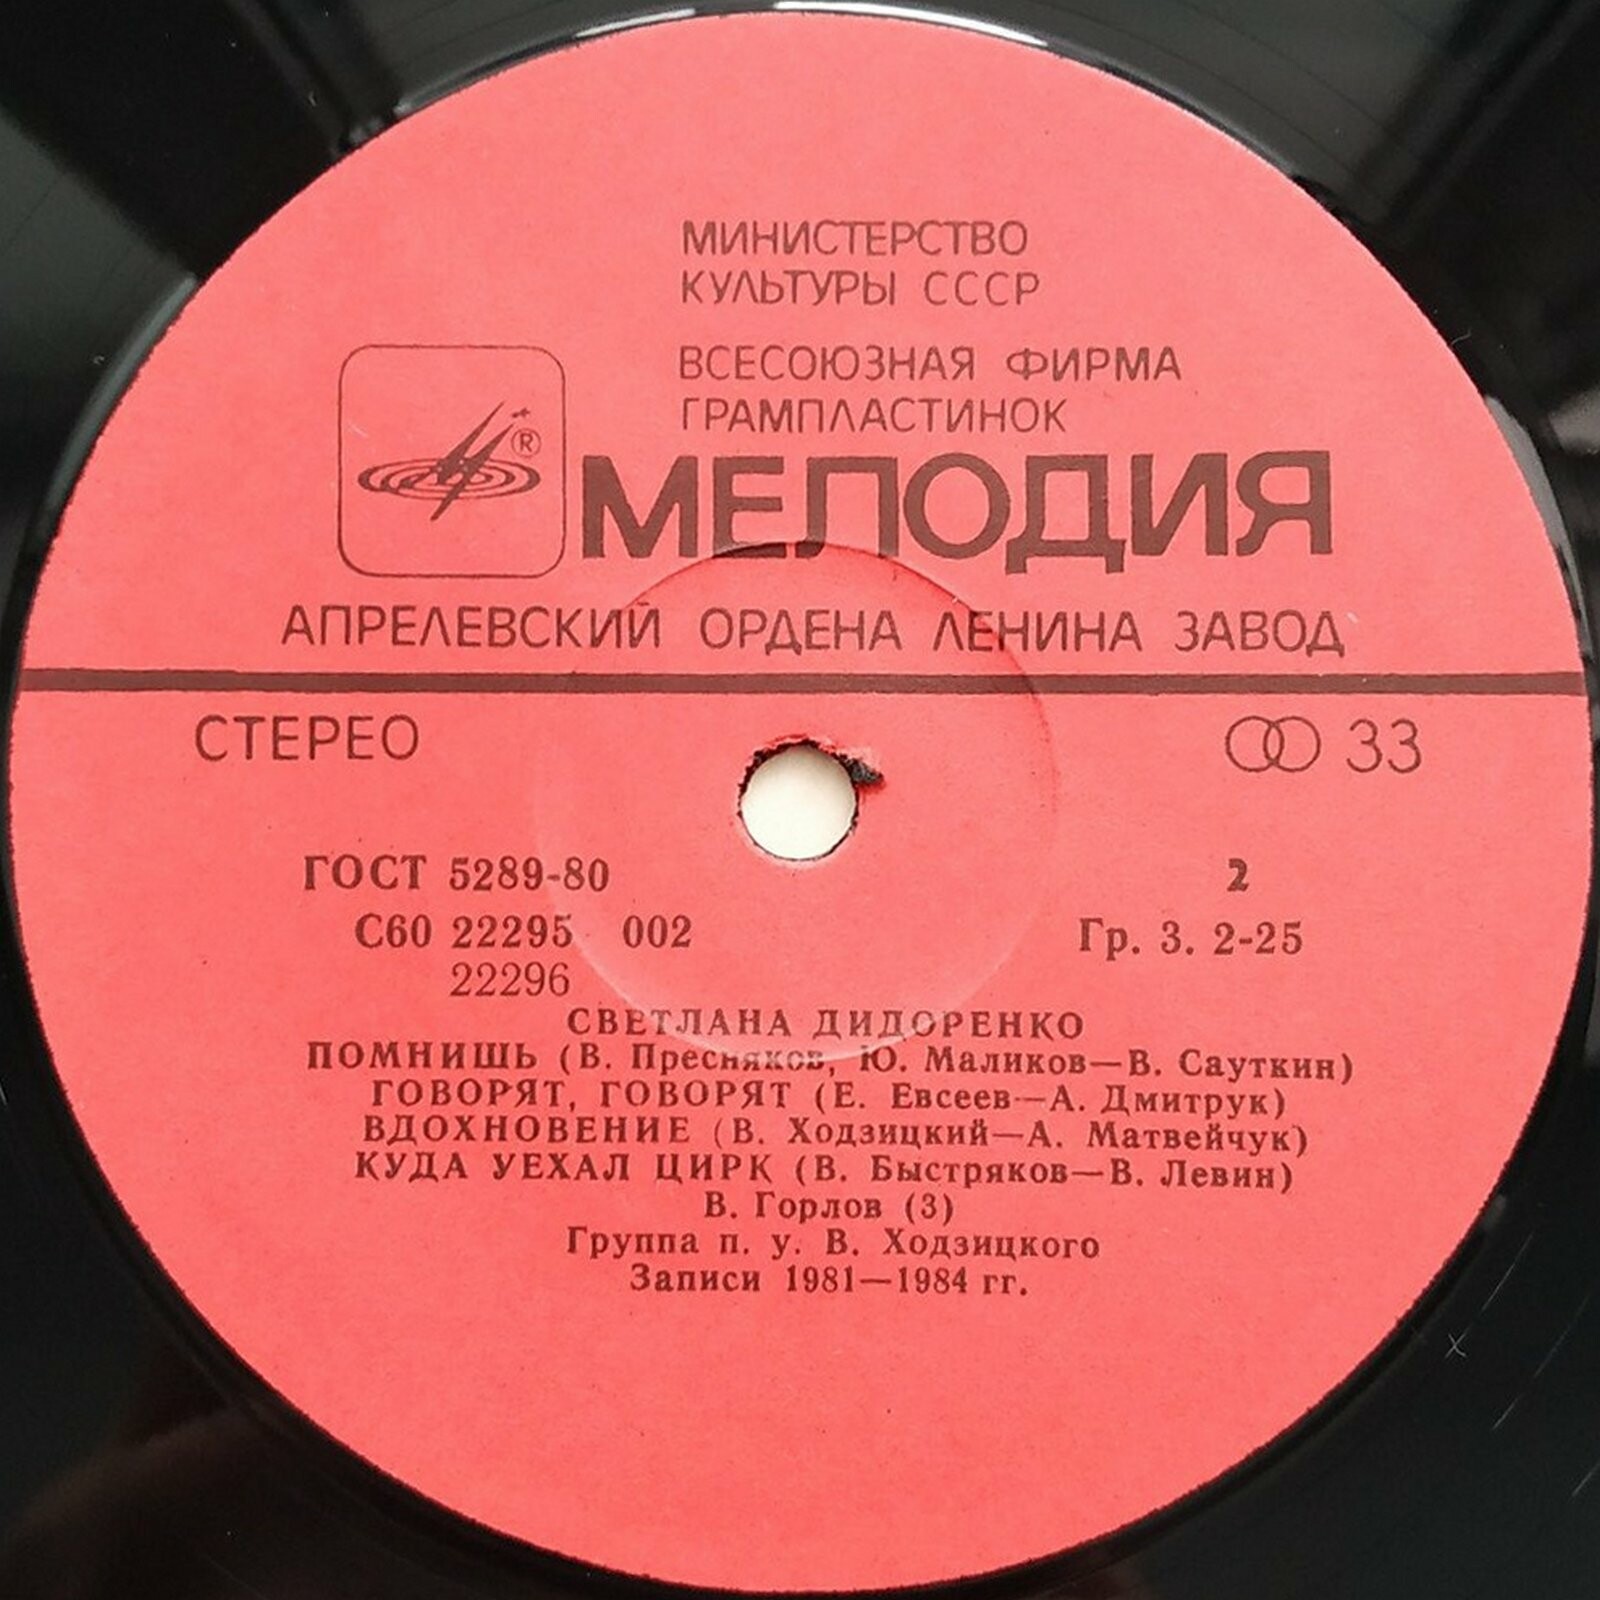 МИНИСТЕРСТВО
КУЛЬТУРЫ СССР
ВСЕСОЮЗНАЯ ФИРМА
ГРАМПЛАСТИНОК
®
МЕЛОДИЯ
АПРЕЛЕВСКИЙ ОРДЕНА ЛЕНИНА ЗАВОД
СТЕРЕО 33
ГОСТ 5289-80 2
С60 22295 002 Гр. 3. 2-25
22296
СВЕТЛАНА ДИДОРЕНКО
ПОМНИШЬ (В. Пресняков, Ю. Маликов—В. Сауткин)
ГОВОРЯТ, ГОВОРЯТ (Е. Евсеев—А. Дмитрук)
ВДОХНОВЕНИЕ (В. Ходзицкий—А. Матвейчук)
КУДА УЕХАЛ ЦИРК (В. Быстряков—В. Левин)
В. Горлов (3)
Группа п. у. В. Ходзицкого
Записи 1981—1984 гг.